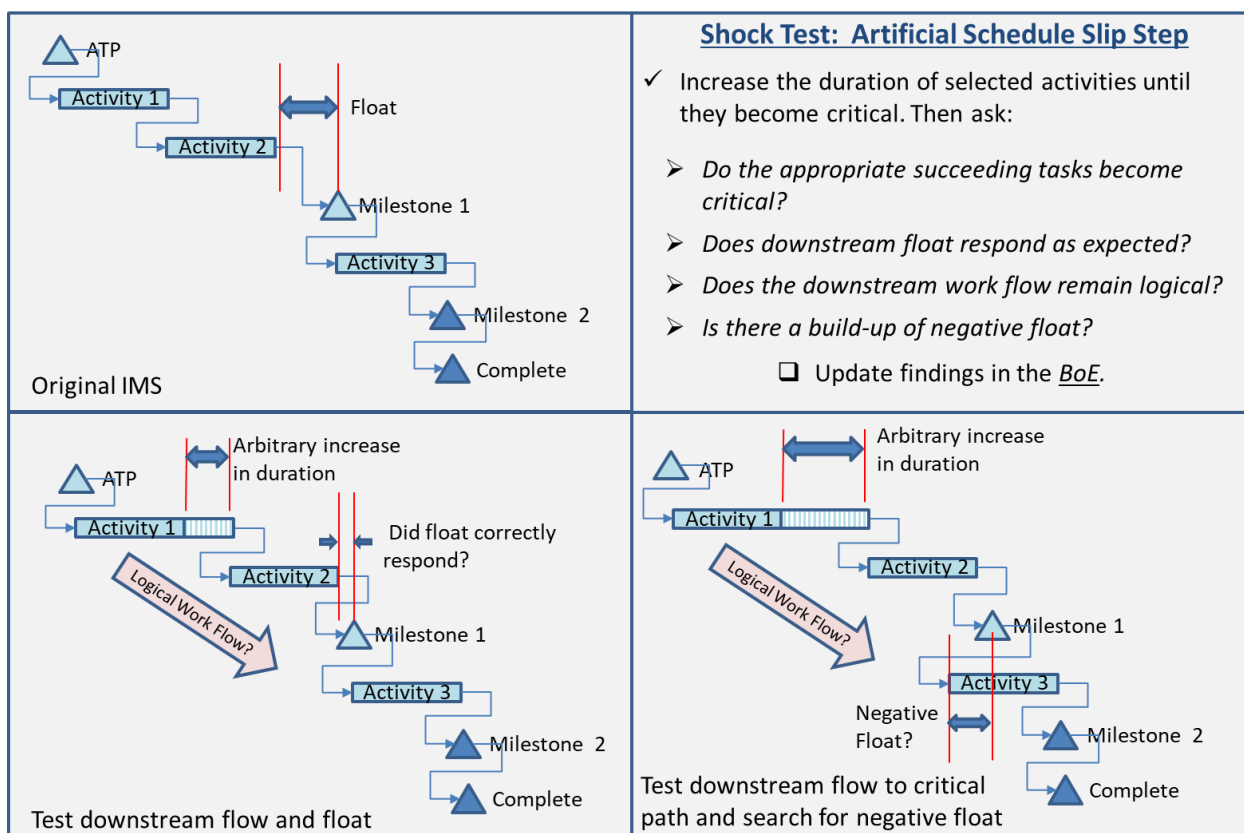 ATP
Activity 1
Activity 2
Float
Milestone 1
Activity 3
Milestone 2
Complete
Original IMS
Shock Test: Artificial Schedule Slip Step
✓ Increase the duration of selected activities until
they become critical. Then ask:
➢ Do the appropriate succeeding tasks become
critical?
➢ Does downstream float respond as expected?
➢ Does the downstream work flow remain logical?
➢ Is there a build-up of negative float?
❑ Update findings in the BoE.
Arbitrary increase
in duration
ATP
Activity 1
Did float correctly
respond?
Activity 2
Logical Work Flow?
Milestone 1
Activity 3
Milestone 2
Complete
Test downstream flow and float
Arbitrary increase
in duration
ATP
Activity 1
Activity 2
Logical Work Flow?
Milestone 1
Activity 3
Negative
Float?
Milestone 2
Complete
Test downstream flow to critical
path and search for negative float